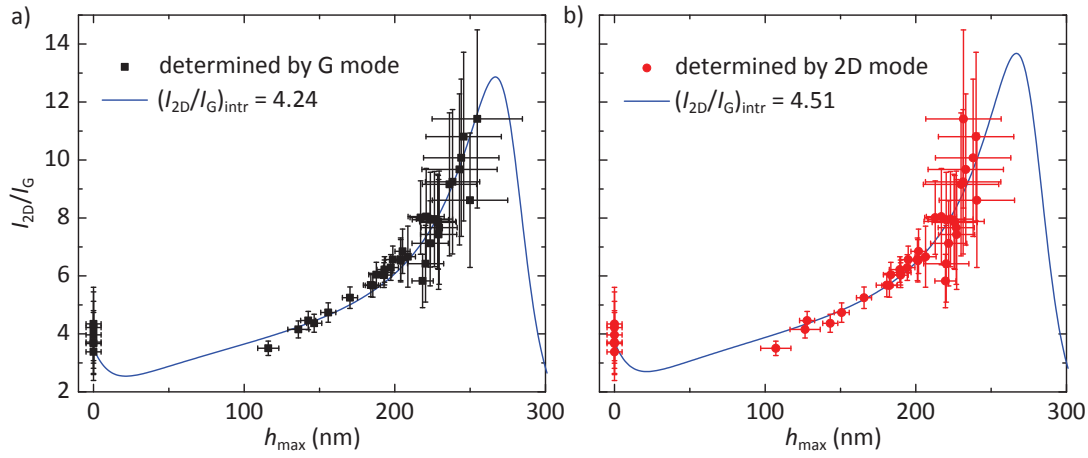 a)
14
12
10
8
6
4
2
I2D/IG
determined by G mode
(I2D/IG)intr = 4.24
0
100
200
300
hmax (nm)
b)
determined by 2D mode
(I2D/IG)intr = 4.51
0
100
200
300
hmax (nm)